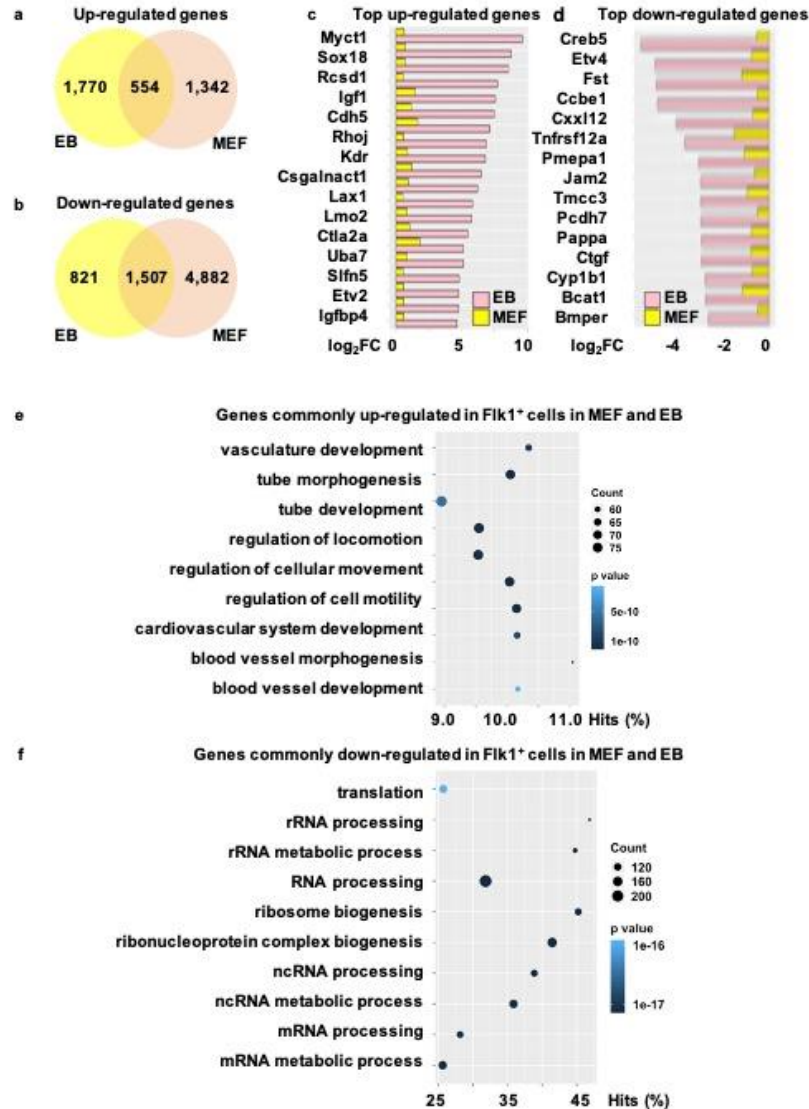 a
Up-regulated genes
1,770 554 1,342
EB
MEF
b
Down-regulated genes
821 1,507 4,882
EB
MEF
c
Top up-regulated genes
Myct1
Sox18
Rcsd1
Igf1
Cdh5
Rhoj
Kdr
Csgalnact1
Lax1
Lmo2
Ctla2a
Uba7
Slfn5
Etv2
Igfbp4
EB
MEF
log2FC 0 5 10
d
Top down-regulated genes
Creb5
Etv4
Fst
Ccbe1
Cxxl12
Tnfrsf12a
Pmepa1
Jam2
Tmcc3
Pcdh7
Pappa
Ctgf
Cyp1b1
Bcat1
Bmper
EB
MEF
log2FC -4 -2 0
e
Genes commonly up-regulated in Flk1+ cells in MEF and EB
vasculature development
tube morphogenesis
tube development
regulation of locomotion
regulation of cellular movement
regulation of cell motility
cardiovascular system development
blood vessel morphogenesis
blood vessel development
9.0 10.0 11.0 Hits (%)
Count
60
65
70
75
p value
5e-10
1e-10
f
Genes commonly down-regulated in Flk1+ cells in MEF and EB
translation
rRNA processing
rRNA metabolic process
RNA processing
ribosome biogenesis
ribonucleoprotein complex biogenesis
ncRNA processing
ncRNA metabolic process
mRNA processing
mRNA metabolic process
25 35 45
Hits (%)
Count
120
160
200
p value
1e-16
1e-17